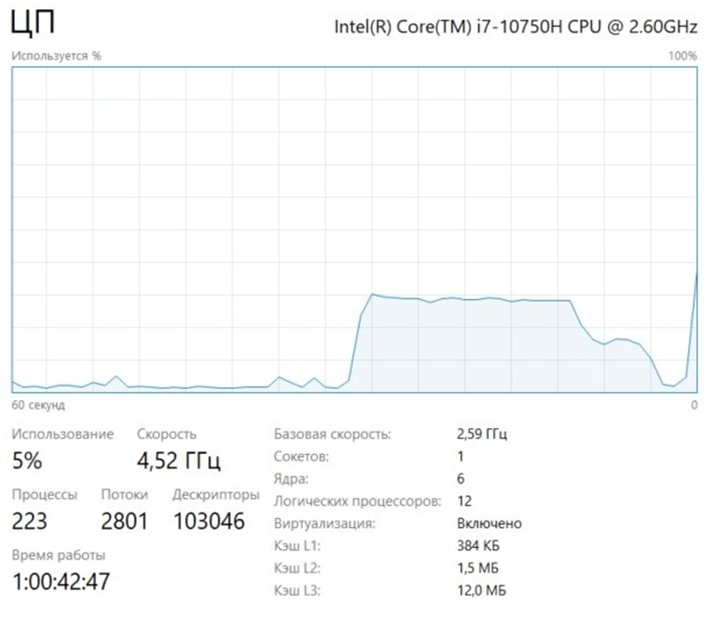 ЦП
Intel(R) Core(TM) i7-10750H CPU @ 2.60GHz
Используется %
100%
60 секунд
0
Использование
Скорость
5%
4,52 ГГц
Процессы
Потоки
Дескрипторы
223
2801
103046
Время работы
1:00:42:47
Базовая скорость:
2,59 ГГц
Сокетов:
1
Ядра:
6
Логических процессоров:
12
Виртуализация:
Включено
Кэш L1:
384 КБ
Кэш L2:
1,5 МБ
Кэш L3:
12,0 МБ